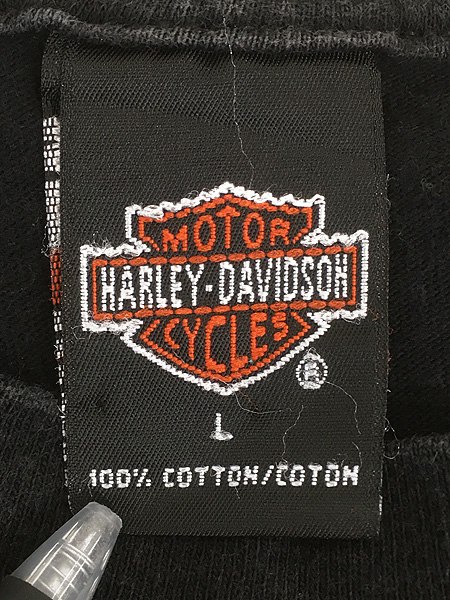 MOTOR
HARLEY-DAVIDSON
CYCLES
®
L
100% COTTON/COTON